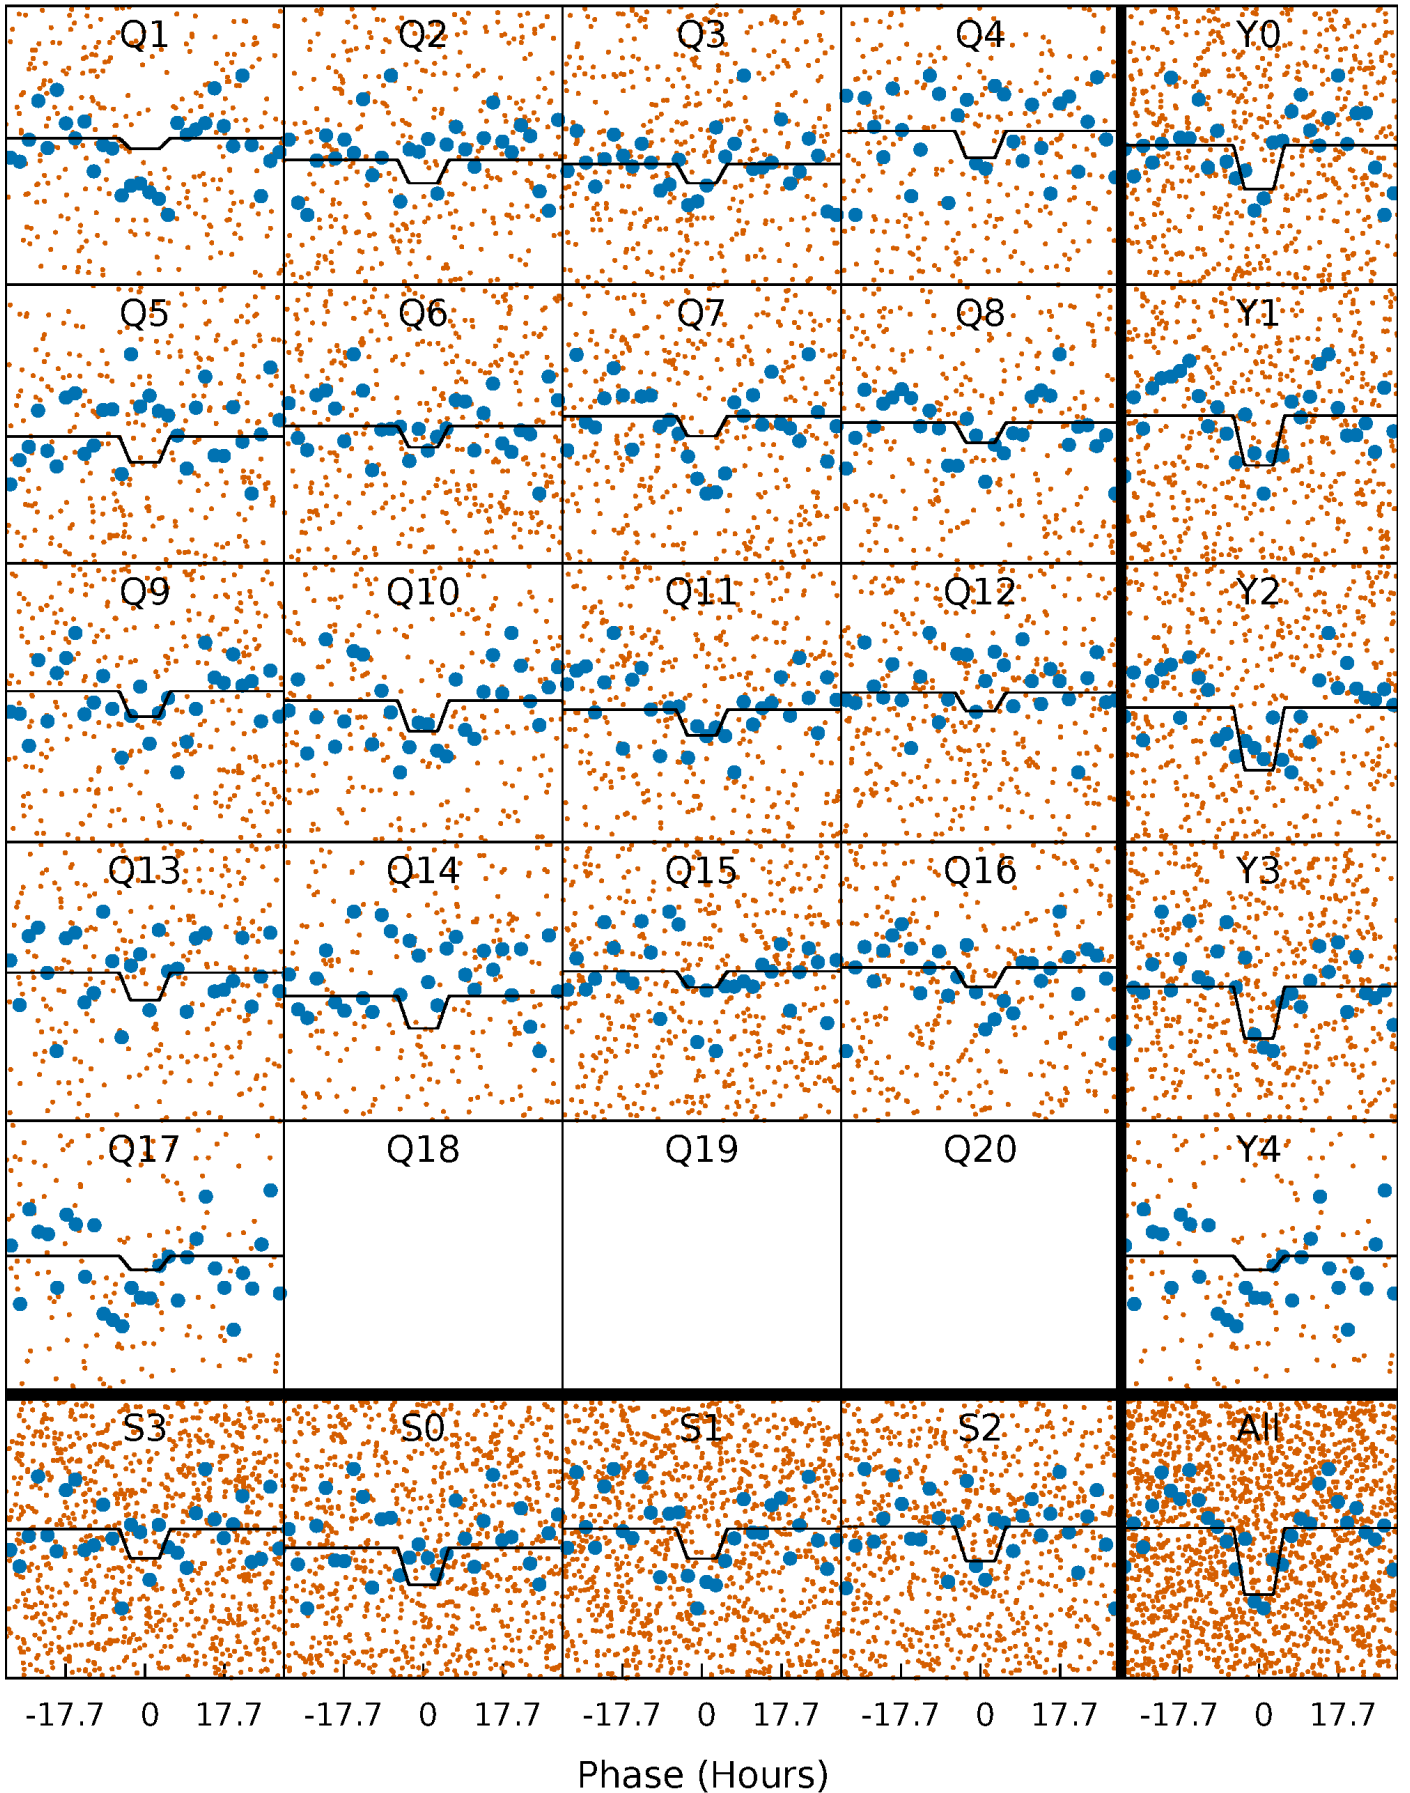 Q1 Q2 Q3 Q4 Y0
Q5 Q6 Q7 Q8 Y1
Q9 Q10 Q11 Q12 Y2
Q13 Q14 Q15 Q16 Y3
Q17 Q18 Q19 Q20 Y4
S3 S0 S1 S2 All
-17.7 0 17.7 -17.7 0 17.7 -17.7 0 17.7 -17.7 0 17.7 -17.7 0 17.7
Phase (Hours)